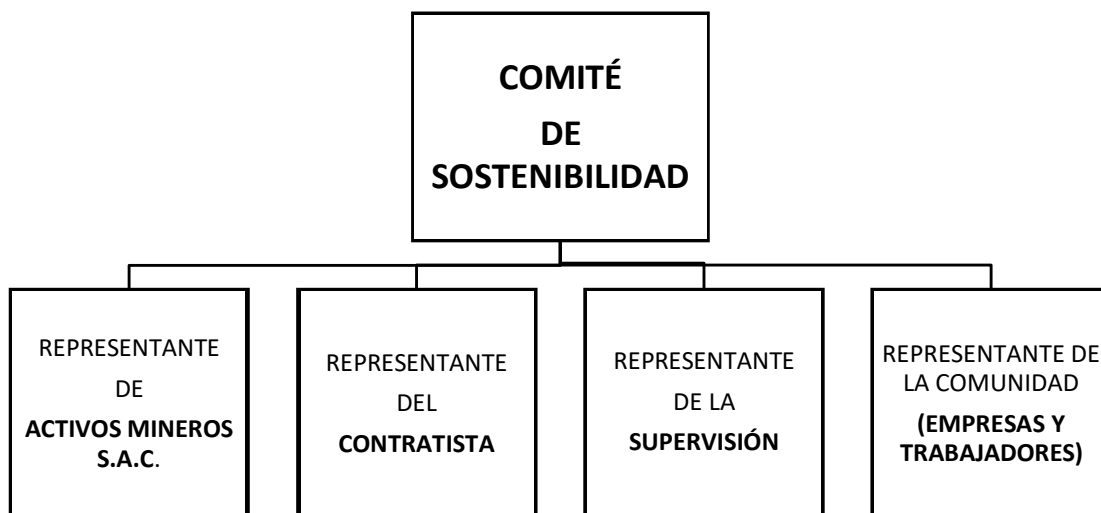 COMITÉ
DE
SOSTENIBILIDAD
REPRESENTANTE
DE
ACTIVOS MINEROS
S.A.C.
REPRESENTANTE
DEL
CONTRATISTA
REPRESENTANTE
DE LA
SUPERVISIÓN
REPRESENTANTE DE
LA COMUNIDAD
(EMPRESAS Y
TRABAJADORES)